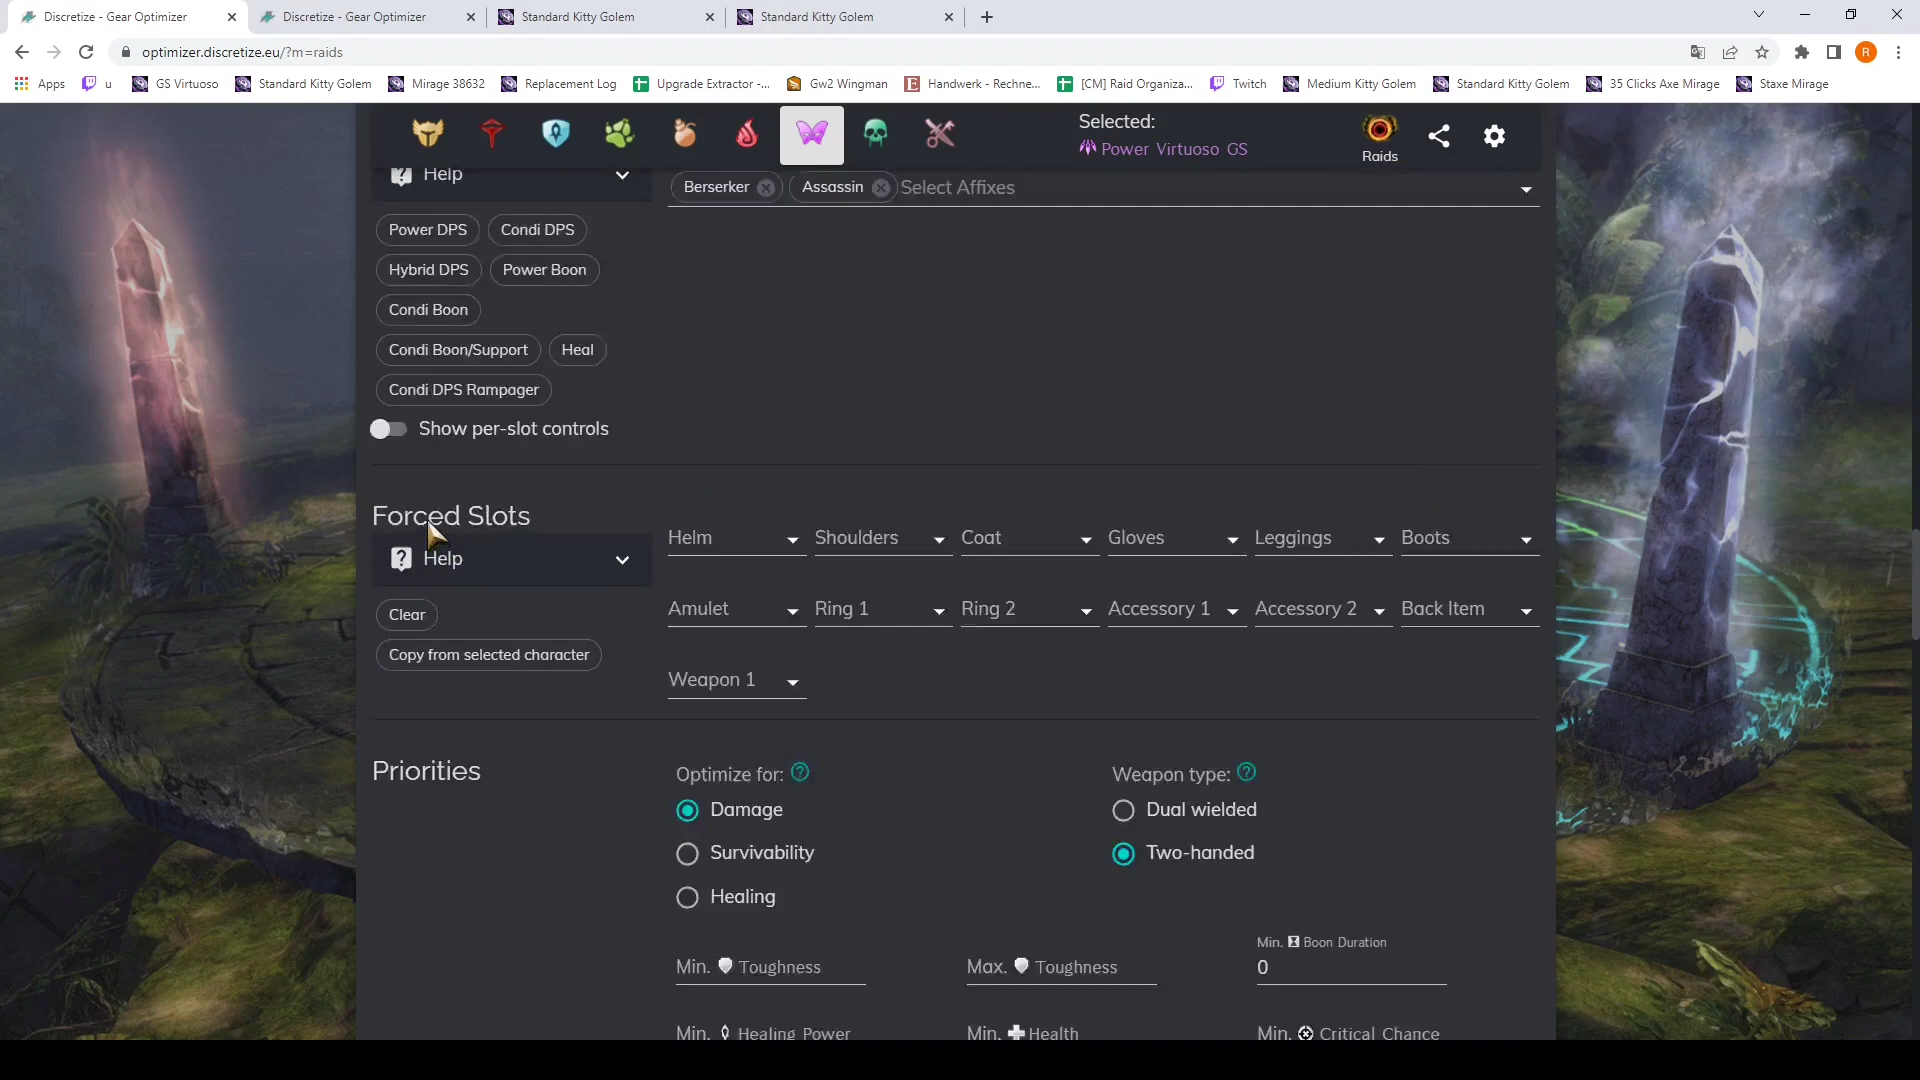 Discretize - Gear Optimizer
Discretize - Gear Optimizer
Standard Kitty Golem
Standard Kitty Golem
optimizer.discretize.eu/?m=raids
R
Apps
u
GS Virtuoso
Standard Kitty Golem
Mirage 38632
Replacement Log
Upgrade Extractor -...
Gw2 Wingman
Handwerk - Rechne...
[CM] Raid Organiza...
Twitch
Medium Kitty Golem
Standard Kitty Golem
35 Clicks Axe Mirage
Staxe Mirage
Selected:
Power Virtuoso GS
Raids
Help
Berserker
Assassin
Select Affixes
Power DPS
Condi DPS
Hybrid DPS
Power Boon
Condi Boon
Condi Boon/Support
Heal
Condi DPS Rampager
Show per-slot controls
Forced Slots
Help
Clear
Copy from selected character
Helm
Shoulders
Coat
Gloves
Leggings
Boots
Amulet
Ring 1
Ring 2
Accessory 1
Accessory 2
Back Item
Weapon 1
Priorities
Optimize for:
Damage
Survivability
Healing
Weapon type:
Dual wielded
Two-handed
Min. Toughness
Max. Toughness
Min. Boon Duration
0
Min. Healing Power
Min. Health
Min. Critical Chance